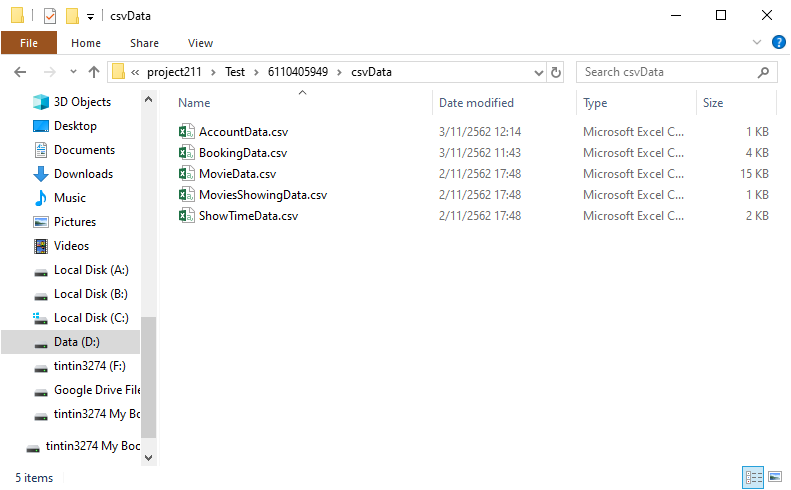 csvData
File Home Share View
« project211 › Test › 6110405949 › csvData Search csvData
Name Date modified Type Size
3D Objects
Desktop
Documents
Downloads
Music
Pictures
Videos
Local Disk (A:)
Local Disk (B:)
Local Disk (C:)
Data (D:)
tintin3274 (F:)
Google Drive File
tintin3274 My Bo
tintin3274 My Boc
AccountData.csv 3/11/2562 12:14 Microsoft Excel C... 1 KB
BookingData.csv 3/11/2562 11:43 Microsoft Excel C... 4 KB
MovieData.csv 2/11/2562 17:48 Microsoft Excel C... 15 KB
MoviesShowingData.csv 2/11/2562 17:48 Microsoft Excel C... 1 KB
ShowTimeData.csv 2/11/2562 17:48 Microsoft Excel C... 2 KB
5 items